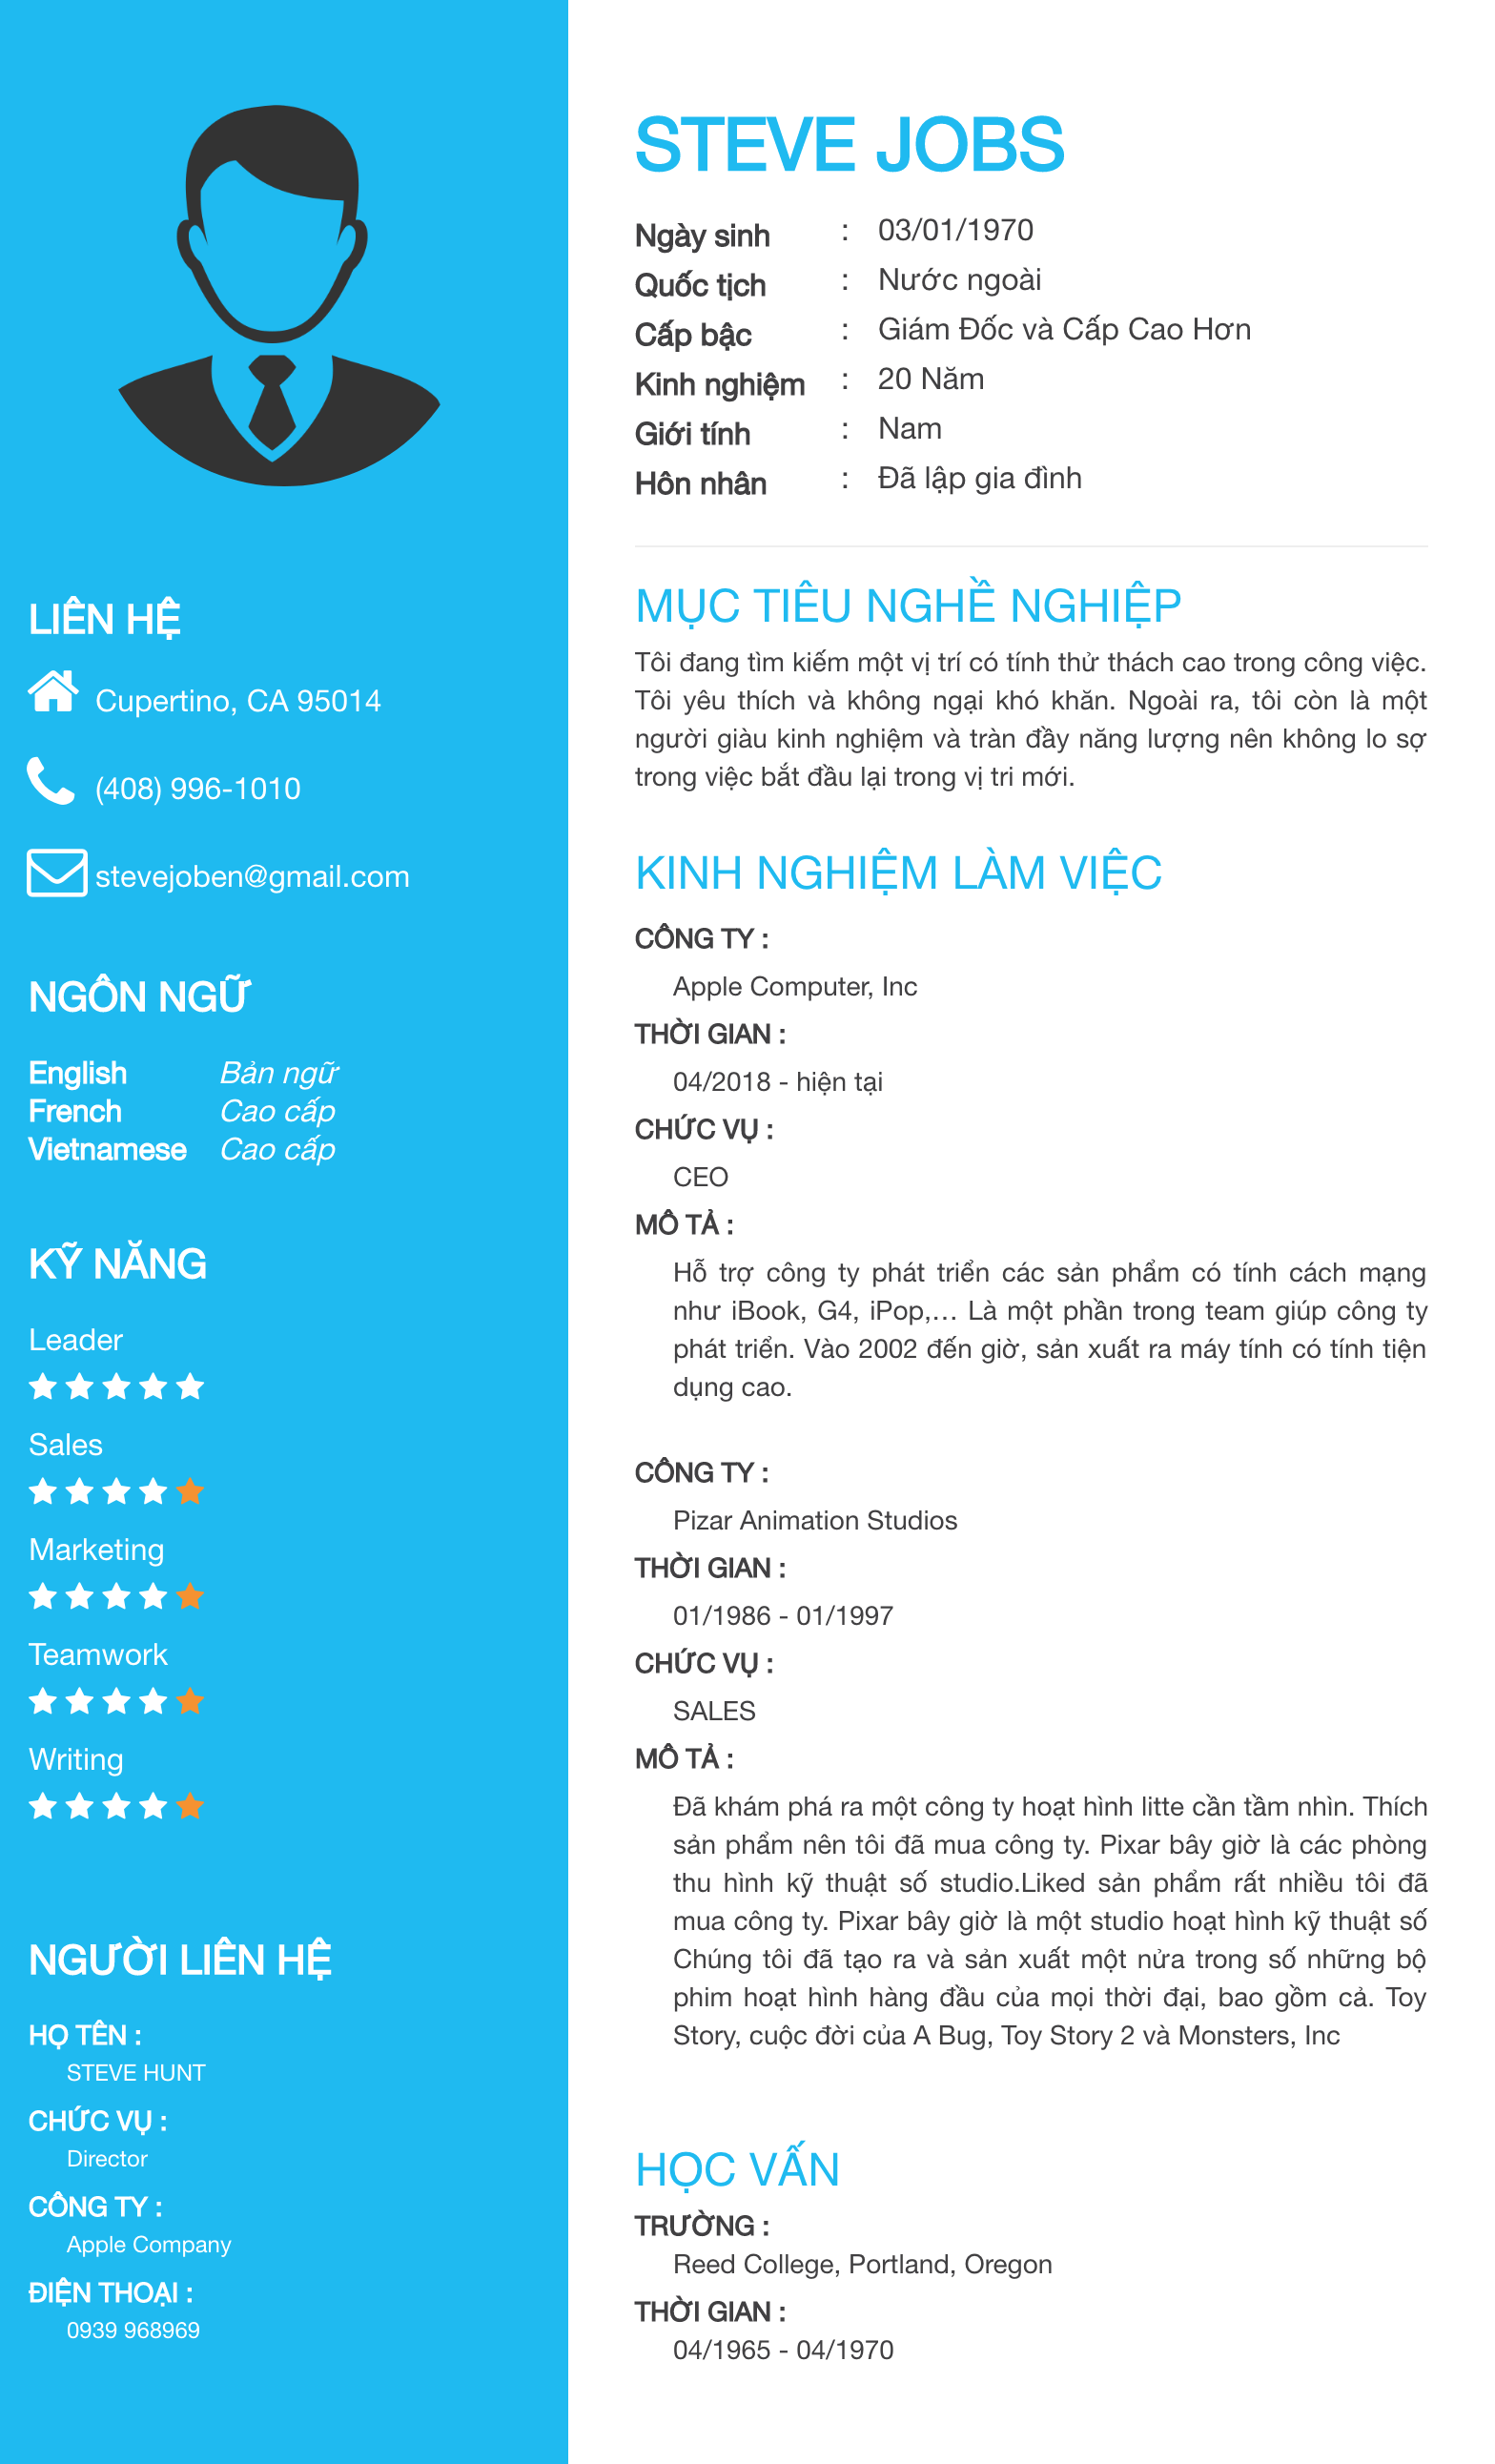 LIÊN HỆ
Cupertino, CA 95014
(408) 996-1010
stevejoben@gmail.com
NGÔN NGỮ
English Bản ngữ
French Cao cấp
Vietnamese Cao cấp
KỸ NĂNG
Leader
Sales
Marketing
Teamwork
Writing
NGƯỜI LIÊN HỆ
HỌ TÊN :
STEVE HUNT
CHỨC VỤ :
Director
CÔNG TY :
Apple Company
ĐIỆN THOẠI :
0939 968969
STEVE JOBS
Ngày sinh : 03/01/1970
Quốc tịch : Nước ngoài
Cấp bậc : Giám Đốc và Cấp Cao Hơn
Kinh nghiệm : 20 Năm
Giới tính : Nam
Hôn nhân : Đã lập gia đình
MỤC TIÊU NGHỀ NGHIỆP
Tôi đang tìm kiếm một vị trí có tính thử thách cao trong công việc.
Tôi yêu thích và không ngại khó khăn. Ngoài ra, tôi còn là một
người giàu kinh nghiệm và tràn đầy năng lượng nên không lo sợ
trong việc bắt đầu lại trong vị tri mới.
KINH NGHIỆM LÀM VIỆC
CÔNG TY :
Apple Computer, Inc
THỜI GIAN :
04/2018 - hiện tại
CHỨC VỤ :
CEO
MÔ TẢ :
Hỗ trợ công ty phát triển các sản phẩm có tính cách mạng
như iBook, G4, iPop,… Là một phần trong team giúp công ty
phát triển. Vào 2002 đến giờ, sản xuất ra máy tính có tính tiện
dụng cao.
CÔNG TY :
Pizar Animation Studios
THỜI GIAN :
01/1986 - 01/1997
CHỨC VỤ :
SALES
MÔ TẢ :
Đã khám phá ra một công ty hoạt hình litte cần tầm nhìn. Thích
sản phẩm nên tôi đã mua công ty. Pixar bây giờ là các phòng
thu hình kỹ thuật số studio.Liked sản phẩm rất nhiều tôi đã
mua công ty. Pixar bây giờ là một studio hoạt hình kỹ thuật số
Chúng tôi đã tạo ra và sản xuất một nửa trong số những bộ
phim hoạt hình hàng đầu của mọi thời đại, bao gồm cả. Toy
Story, cuộc đời của A Bug, Toy Story 2 và Monsters, Inc
HỌC VẤN
TRƯỜNG :
Reed College, Portland, Oregon
THỜI GIAN :
04/1965 - 04/1970